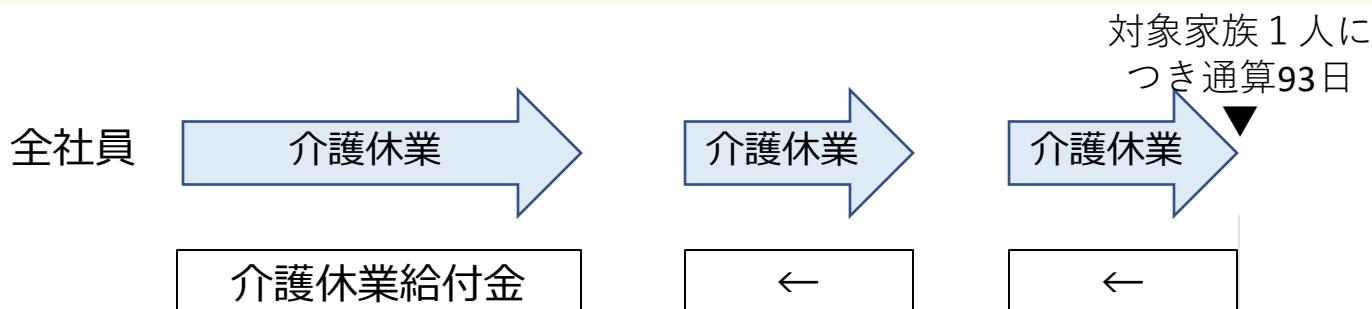 対象家族１人に
つき通算93日
▼
全社員
介護休業
介護休業
介護休業
介護休業給付金
←
←